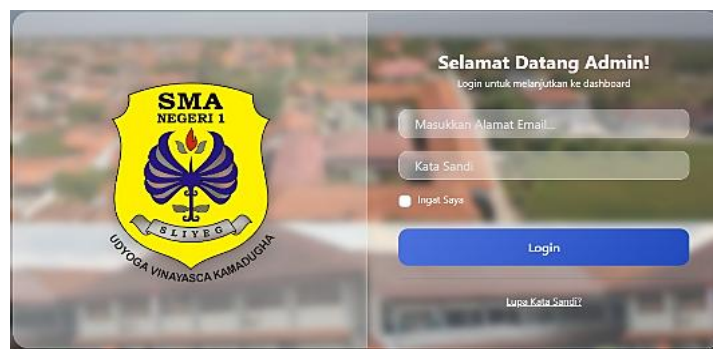 SMA
NEGERI 1
SLIYEG
UDYOGA VINAYASCA KAMADUGHA
Selamat Datang Admin!
Login untuk melanjutkan ke dashboard
Masukkan Alamat Email...
Kata Sandi
Ingat Saya
Login
Lupa Kata Sandi?